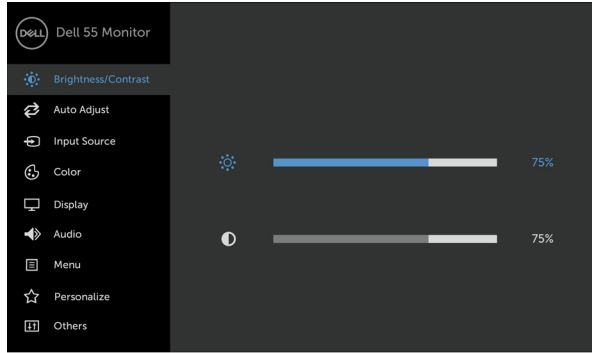 DELL
Dell 55 Monitor
Brightness/Contrast
Auto Adjust
Input Source
Color
Display
Audio
Menu
Personalize
Others
75%
75%